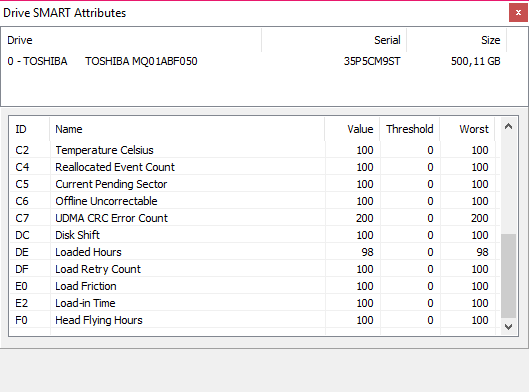 Drive SMART Attributes x
Drive Serial Size
0 - TOSHIBA TOSHIBA MQ01ABF050 35P5CM9ST 500,11 GB
ID Name Value Threshold Worst
C2 Temperature Celsius 100 0 100
C4 Reallocated Event Count 100 0 100
C5 Current Pending Sector 100 0 100
C6 Offline Uncorrectable 100 0 100
C7 UDMA CRC Error Count 200 0 200
DC Disk Shift 100 0 100
DE Loaded Hours 98 0 98
DF Load Retry Count 100 0 100
E0 Load Friction 100 0 100
E2 Load-in Time 100 0 100
F0 Head Flying Hours 100 0 100